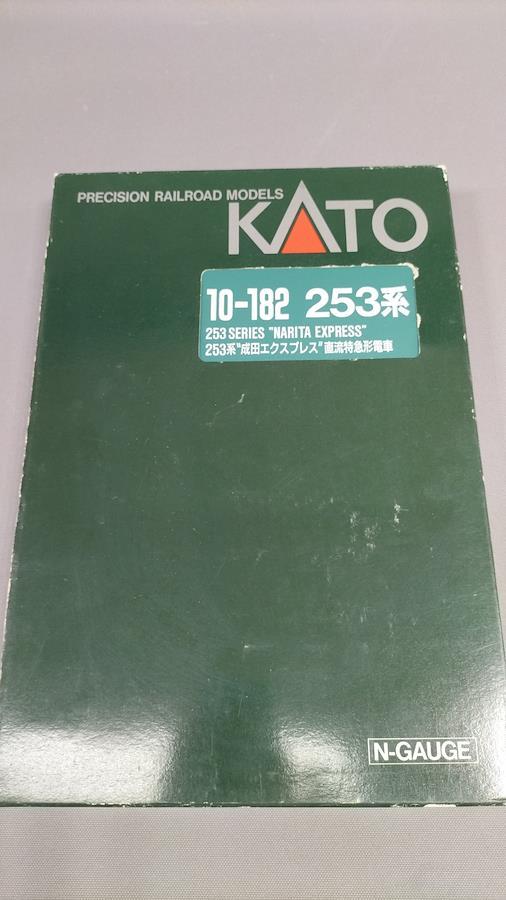 PRECISION RAILROAD MODELS
KATO
10-182 253系
253 SERIES "NARITA EXPRESS"
253系"成田エクスプレス"直流特急形電車
N-GAUGE